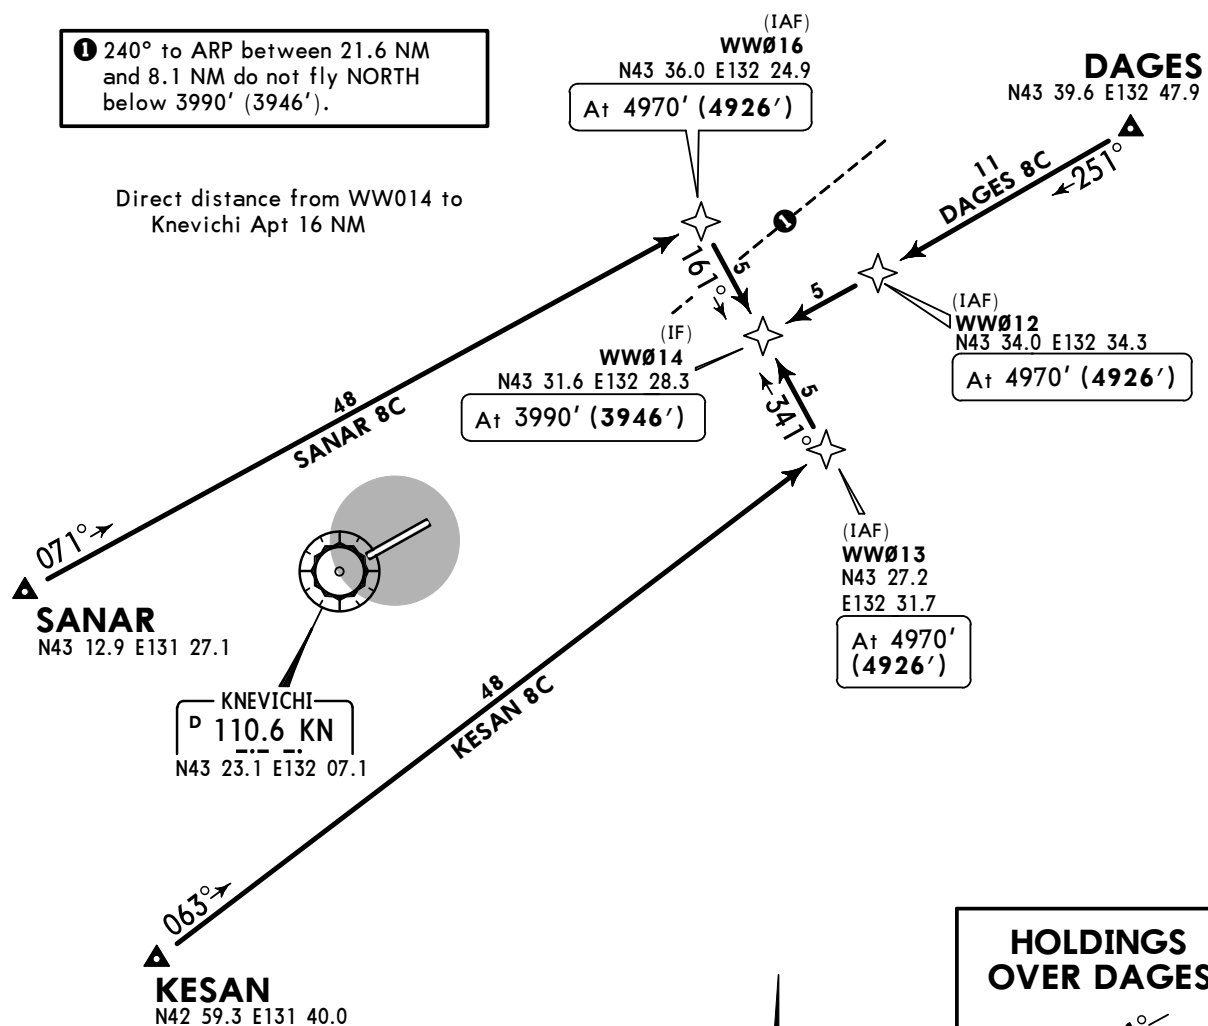 ❶ 240° to ARP between 21.6 NM
and 8.1 NM do not fly NORTH
below 3990' (3946').
Direct distance from WW014 to
Knevichi Apt 16 NM
(IAF)
WWØ16
N43 36.0 E132 24.9
At 4970' (4926')
DAGES
N43 39.6 E132 47.9
11
DAGES 8C
251°
❶
161°
5
5
(IAF)
WWØ12
N43 34.0 E132 34.3
At 4970' (4926')
(IF)
WWØ14
N43 31.6 E132 28.3
At 3990' (3946')
5
341°
48
SANAR 8C
071°
SANAR
N43 12.9 E131 27.1
(IAF)
WWØ13
N43 27.2
E132 31.7
At 4970'
(4926')
KNEVICHI
D 110.6 KN
N43 23.1 E132 07.1
48
KESAN 8C
063°
KESAN
N42 59.3 E131 40.0
HOLDINGS
OVER DAGES